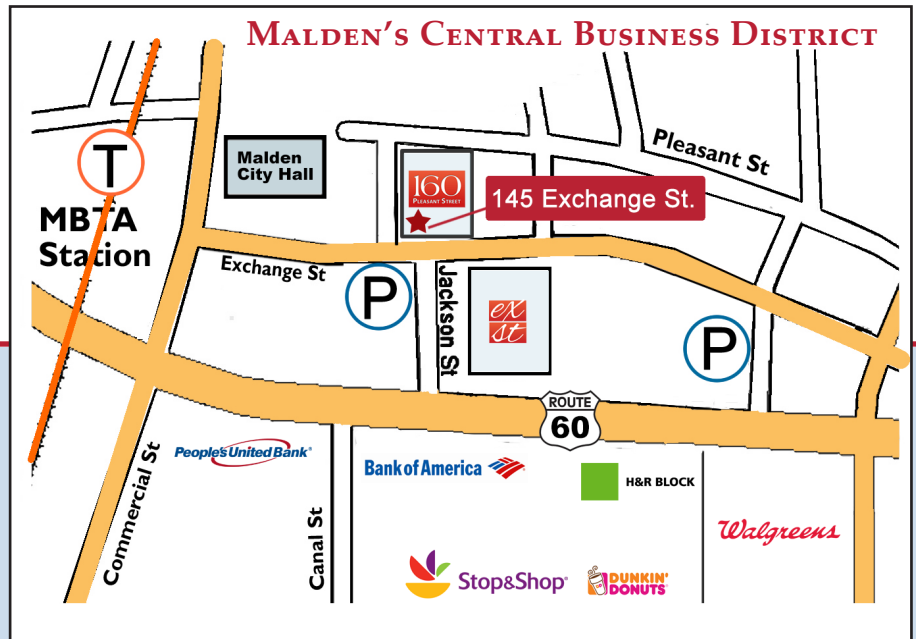 MALDEN'S CENTRAL BUSINESS DISTRICT
Pleasant St
T
Malden
City Hall
160
PLEASANT STREET
145 Exchange St.
MBTA
Station
Exchange St
P
Jackson St
ex
st
P
ROUTE
60
Commercial St
People's United Bank®
Canal St
Bank of America
H&R BLOCK
Walgreens
Stop&Shop®
DUNKIN'
DONUTS